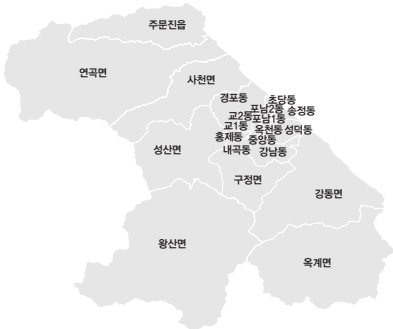 주문진읍
연곡면
사천면
경포동
초당동
포남2동
송정동
교2동
포남1동
교1동
옥천동
성덕동
홍제동
중앙동
성산면
내곡동
강남동
구정면
강동면
왕산면
옥계면